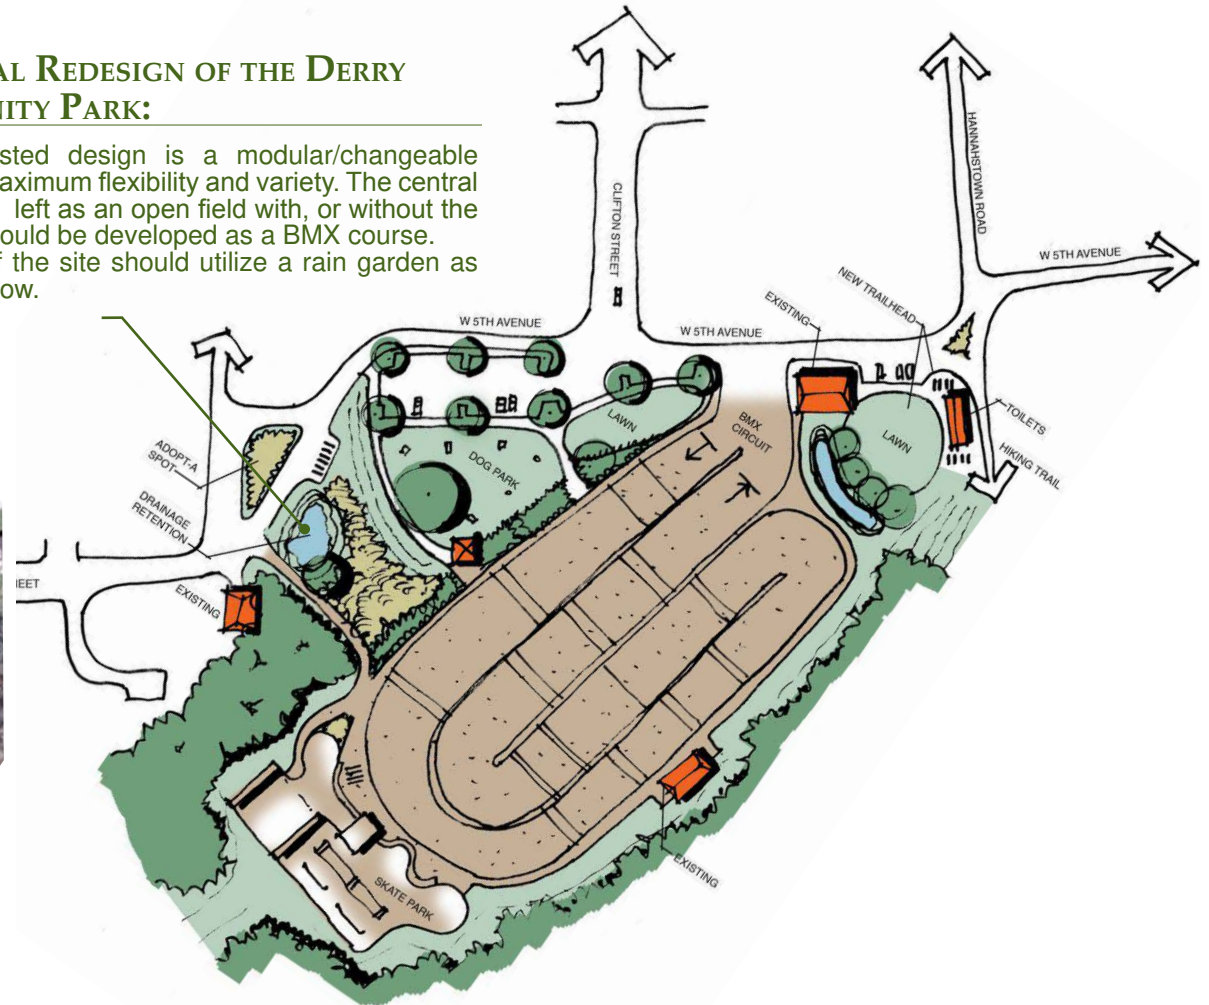 AL REDESIGN OF THE DERRY
NITY PARK:
sted design is a modular/changeable
aximum flexibility and variety. The central
left as an open field with, or without the
ould be developed as a BMX course.
f the site should utilize a rain garden as
ow.
CLIFTON STREET
HANNAHSTOWN ROAD
W 5TH AVENUE
W 5TH AVENUE
W 5TH AVENUE
EXISTING
NEW TRAILHEAD
TOILETS
HIKING TRAIL
LAWN
LAWN
BMX
CIRCUIT
DOG PARK
ADOPT-A
SPOT
DRAINAGE
RETENTION
EET
EXISTING
EXISTING
SKATE PARK